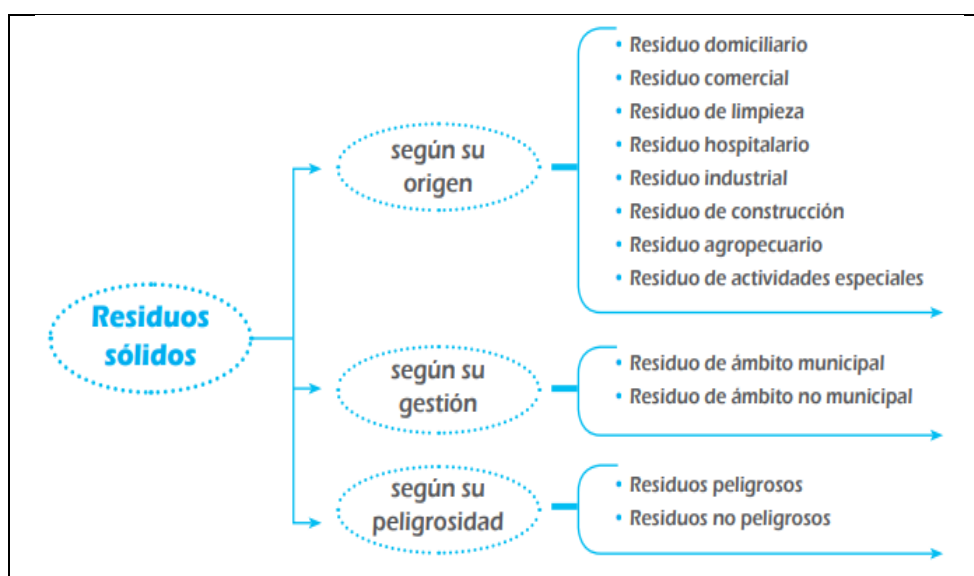 Residuos
sólidos
según su
origen
• Residuo domiciliario
• Residuo comercial
• Residuo de limpieza
• Residuo hospitalario
• Residuo industrial
• Residuo de construcción
• Residuo agropecuario
• Residuo de actividades especiales
según su
gestión
• Residuo de ámbito municipal
• Residuo de ámbito no municipal
según su
peligrosidad
• Residuos peligrosos
• Residuos no peligrosos